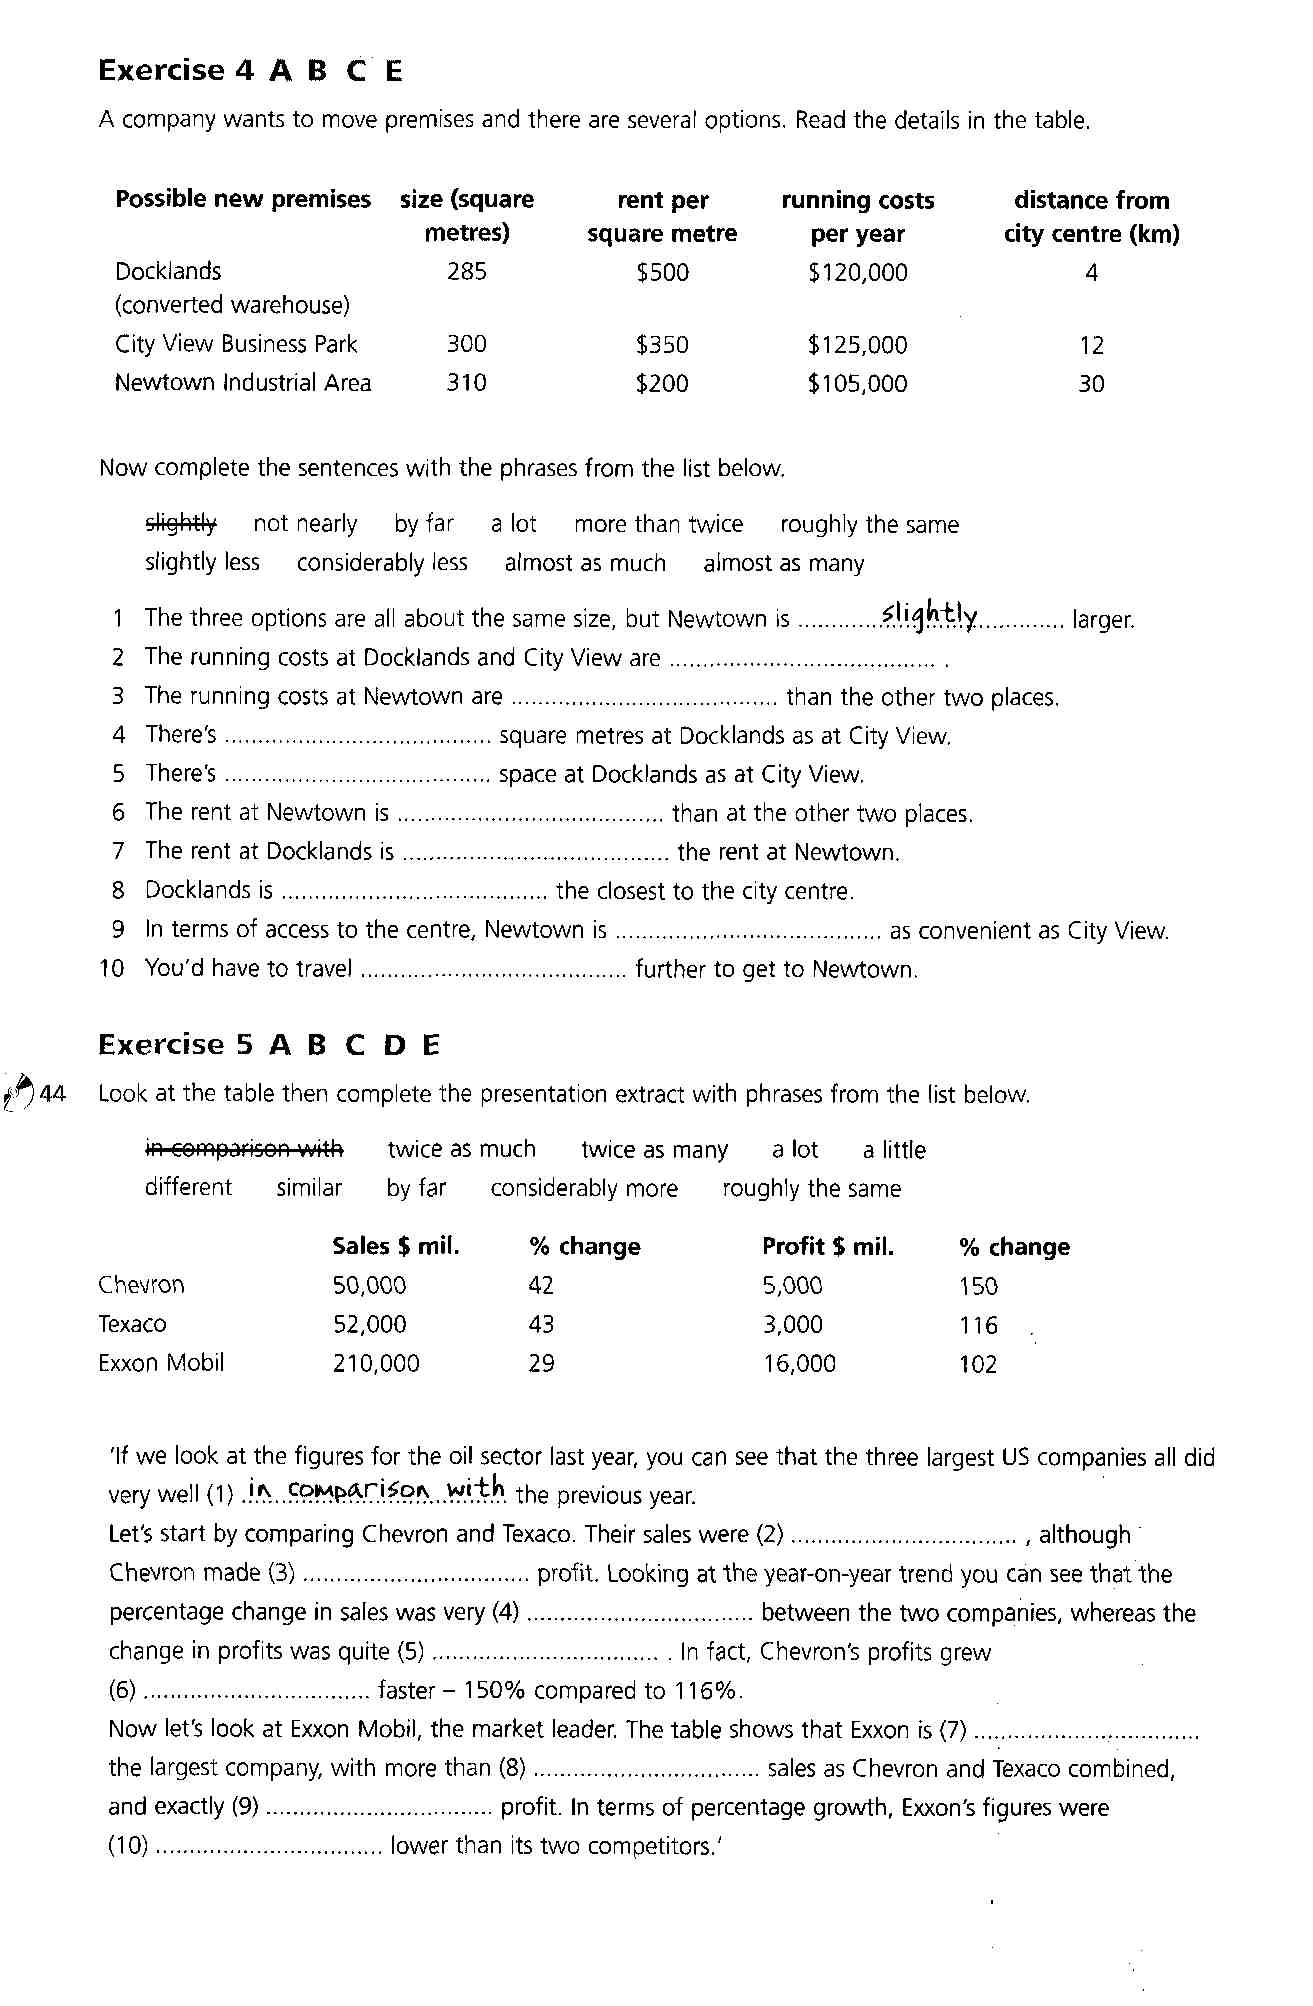 Exercise 4 A B C E
A company wants to move premises and there are several options. Read the details in the table.
Possible new premises size (square rent per running costs distance from
metres) square metre per year city centre (km)
Docklands 285 $500 $120,000 4
(converted warehouse)
City View Business Park 300 $350 $125,000 12
Newtown Industrial Area 310 $200 $105,000 30
Now complete the sentences with the phrases from the list below.
slightly not nearly by far a lot more than twice roughly the same
slightly less considerably less almost as much almost as many
1 The three options are all about the same size, but Newtown is .............slightly............. larger.
2 The running costs at Docklands and City View are ........................................ .
3 The running costs at Newtown are ........................................ than the other two places.
4 There's ........................................ square metres at Docklands as at City View.
5 There's ........................................ space at Docklands as at City View.
6 The rent at Newtown is ........................................ than at the other two places.
7 The rent at Docklands is ........................................ the rent at Newtown.
8 Docklands is ........................................ the closest to the city centre.
9 In terms of access to the centre, Newtown is ........................................ as convenient as City View.
10 You'd have to travel ........................................ further to get to Newtown.
Exercise 5 A B C D E
44 Look at the table then complete the presentation extract with phrases from the list below.
in comparison with twice as much twice as many a lot a little
different similar by far considerably more roughly the same
Sales $ mil. % change Profit $ mil. % change
Chevron 50,000 42 5,000 150
Texaco 52,000 43 3,000 116
Exxon Mobil 210,000 29 16,000 102
'If we look at the figures for the oil sector last year, you can see that the three largest US companies all did
very well (1) .in comparison with the previous year.
Let's start by comparing Chevron and Texaco. Their sales were (2) .................................. , although
Chevron made (3) .................................. profit. Looking at the year-on-year trend you can see that the
percentage change in sales was very (4) .................................. between the two companies, whereas the
change in profits was quite (5) .................................. . In fact, Chevron's profits grew
(6) .................................. faster – 150% compared to 116%.
Now let's look at Exxon Mobil, the market leader. The table shows that Exxon is (7) ..................................
the largest company, with more than (8) .................................. sales as Chevron and Texaco combined,
and exactly (9) .................................. profit. In terms of percentage growth, Exxon's figures were
(10) .................................. lower than its two competitors.'